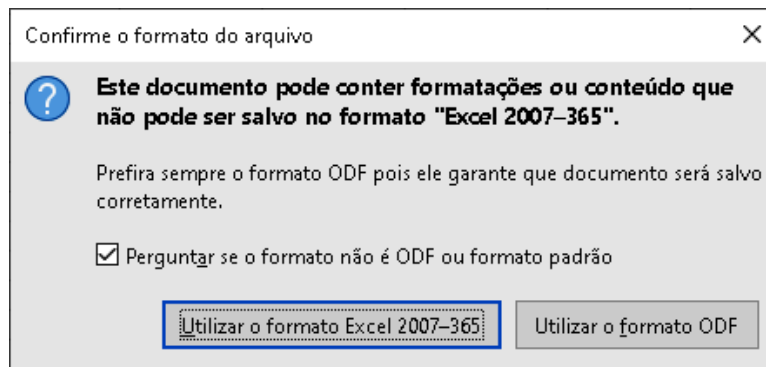 Confirme o formato do arquivo
Este documento pode conter formatações ou conteúdo que
não pode ser salvo no formato "Excel 2007–365".
Prefira sempre o formato ODF pois ele garante que documento será salvo
corretamente.
Perguntar se o formato não é ODF ou formato padrão
Utilizar o formato Excel 2007–365
Utilizar o formato ODF